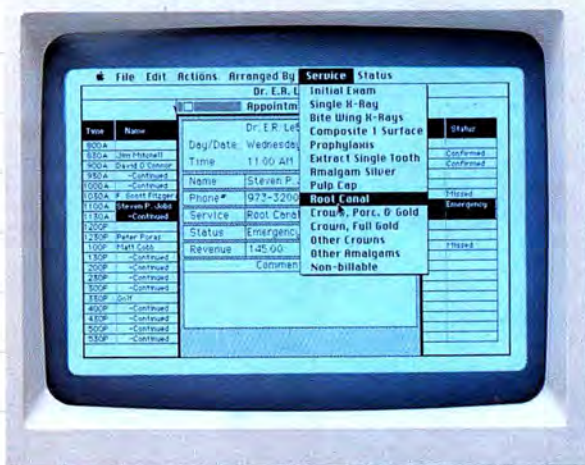 File Edit Actions Arranged By Service Status
Dr. E.R. L
Appointm
Time Name Status
Dr. E.R. Le
Day/Date Wednesday
Time 11:00 AM
Name Steven P.
Phone# 973-3200
Service Root Canal
Status Emergency
Revenue 145.00
Commen
Initial Exam
Single X-Ray
Bite Wing X-Rays
Composite 1 Surface
Prophylaxis
Extract Single Tooth
Amalgam Silver
Pulp Cap
Root Canal
Crown, Porc. & Gold
Crown, Full Gold
Other Crowns
Other Amalgams
Non-billable
800A
830A Jim Mitchell Confirmed
900A David O'Connor Confirmed
930A -Continued
1000A -Continued
1030A F. Scott Fitzger Missed
1100A Steven P. Jobs Emergency
1130A -Continued
1200P
1230P Peter Poras
100P Matt Cobb Missed
130P -Continued
200P -Continued
230P -Continued
300P -Continued
330P Golf
400P -Continued
430P -Continued
500P -Continued
530P -Continued